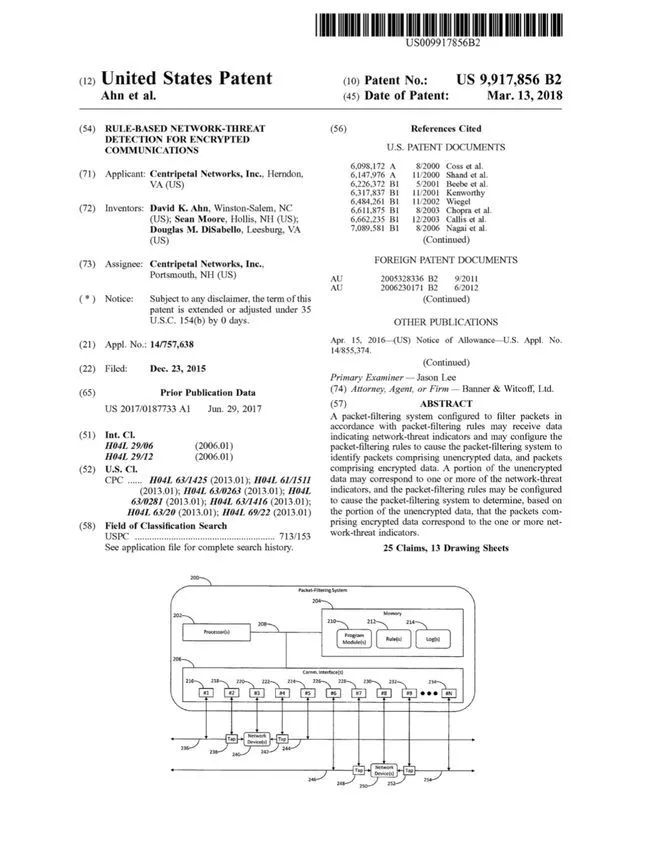 US009917856B2
(12) United States Patent
Ahn et al.
(10) Patent No.: US 9,917,856 B2
(45) Date of Patent: Mar. 13, 2018
(54) RULE-BASED NETWORK-THREAT
DETECTION FOR ENCRYPTED
COMMUNICATIONS
(71) Applicant: Centripetal Networks, Inc., Herndon,
VA (US)
(72) Inventors: David K. Ahn, Winston-Salem, NC
(US); Sean Moore, Hollis, NH (US);
Douglas M. DiSabello, Leesburg, VA
(US)
(73) Assignee: Centripetal Networks, Inc.,
Portsmouth, NH (US)
( * ) Notice: Subject to any disclaimer, the term of this
patent is extended or adjusted under 35
U.S.C. 154(b) by 0 days.
(21) Appl. No.: 14/757,638
(22) Filed: Dec. 23, 2015
(65) Prior Publication Data
US 2017/0187733 A1 Jun. 29, 2017
(51) Int. Cl.
H04L 29/06 (2006.01)
H04L 29/12 (2006.01)
(52) U.S. Cl.
CPC ...... H04L 63/1425 (2013.01); H04L 61/1511
(2013.01); H04L 63/0263 (2013.01); H04L
63/0281 (2013.01); H04L 63/1416 (2013.01);
H04L 63/20 (2013.01); H04L 69/22 (2013.01)
(58) Field of Classification Search
USPC .......................................................... 713/153
See application file for complete search history.
(56) References Cited
U.S. PATENT DOCUMENTS
6,098,172 A 8/2000 Coss et al.
6,147,976 A 11/2000 Shand et al.
6,226,372 B1 5/2001 Beebe et al.
6,317,837 B1 11/2001 Kenworthy
6,484,261 B1 11/2002 Wiegel
6,611,875 B1 8/2003 Chopra et al.
6,662,235 B1 12/2003 Callis et al.
7,089,581 B1 8/2006 Nagai et al.
(Continued)
FOREIGN PATENT DOCUMENTS
AU 2005328336 B2 9/2011
AU 2006230171 B2 6/2012
(Continued)
OTHER PUBLICATIONS
Apr. 15, 2016—(US) Notice of Allowance—U.S. Appl. No.
14/855,374.
(Continued)
Primary Examiner — Jason Lee
(74) Attorney, Agent, or Firm — Banner & Witcoff, Ltd.
(57) ABSTRACT
A packet-filtering system configured to filter packets in
accordance with packet-filtering rules may receive data
indicating network-threat indicators and may configure the
packet-filtering rules to cause the packet-filtering system to
identify packets comprising unencrypted data, and packets
comprising encrypted data. A portion of the unencrypted
data may correspond to one or more of the network-threat
indicators, and the packet-filtering rules may be configured
to cause the packet-filtering system to determine, based on
the portion of the unencrypted data, that the packets com-
prising encrypted data correspond to the one or more net-
work-threat indicators.
25 Claims, 13 Drawing Sheets
200
Packet-Filtering System
204
Memory
202
208
210 212 214
Processor(s)
Program
Module(s)
Rule(s)
Log(s)
206
Comm. Interface(s)
216 218 220 222 224 226 228 230 232 234
#1 #2 #3 #4 #5 #6 #7 #8 #9 #N
Tap
Network
Device(s)
Tap
236 238 240 242 244
Tap
Network
Device(s)
Tap
246 248 250 252 254